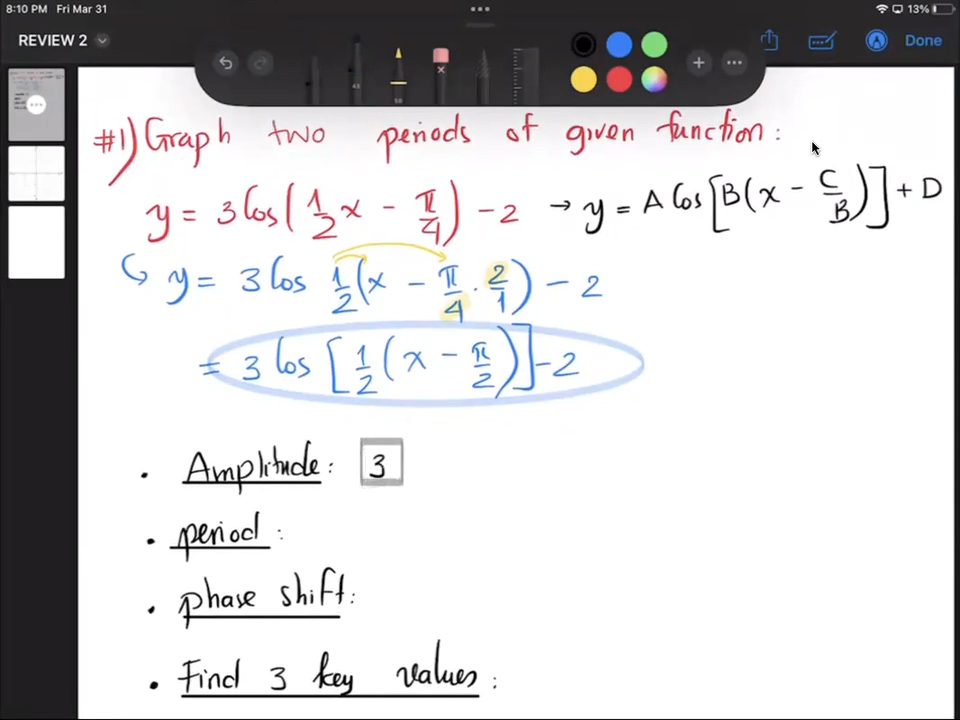 8:10 PM Fri Mar 31
13%
REVIEW 2
Done
#1) Graph two periods of given function:
y = 3 Cos(1/2 x - π/4) - 2 → y = A Cos[B(x - C/B)] + D
y = 3 Cos 1/2(x - π/4 · 2/1) - 2
= 3 Cos [1/2(x - π/2)] - 2
• Amplitude: 3
• period:
• phase shift:
• Find 3 key values: